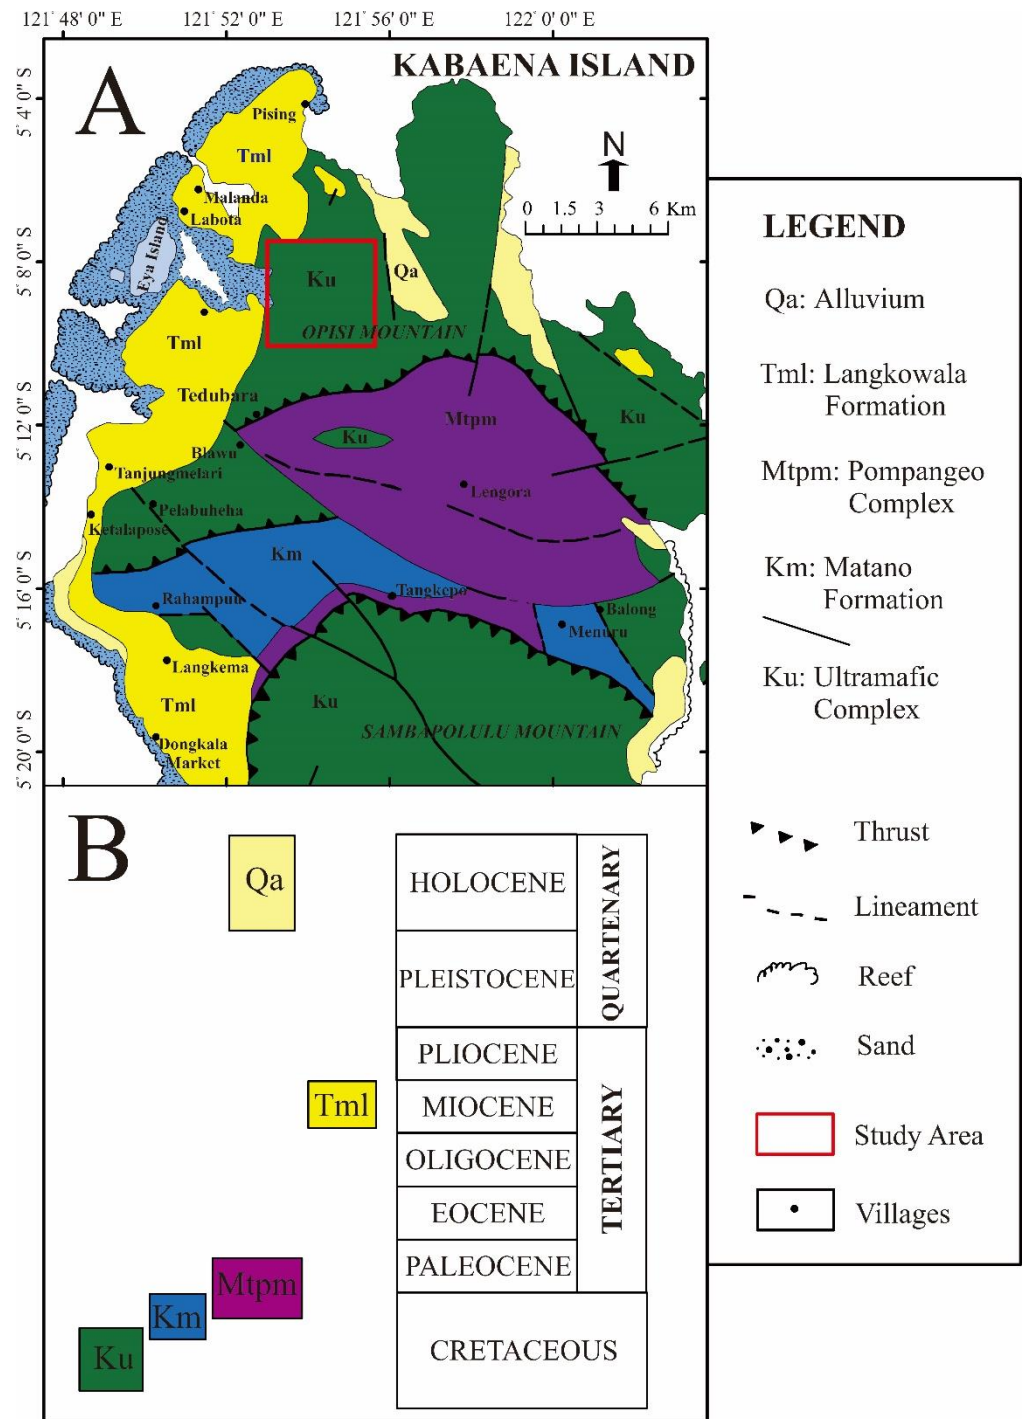 121° 48' 0" E
121° 52' 0" E
121° 56' 0" E
122° 0' 0" E
A
KABAENA ISLAND
5° 4' 0" S
5° 8' 0" S
5° 12' 0" S
5° 16' 0" S
5° 20' 0" S
Pising
Tml
N
0 1.5 3 6 Km
Malanda
Labota
Eya Island
Ku
Qa
OPISI MOUNTAIN
Tml
Tedubara
Mtpm
Ku
Ku
Blawu
Tanjungmelari
Lengora
Pelabuheha
Ketalapose
Km
Rahampuu
Tangkepo
Balong
Menuru
Langkema
Tml
Ku
SAMBAPOLULU MOUNTAIN
Dongkala
Market
LEGEND
Qa: Alluvium
Tml: Langkowala
Formation
Mtpm: Pompangeo
Complex
Km: Matano
Formation
Ku: Ultramafic
Complex
Thrust
Lineament
Reef
Sand
Study Area
Villages
B
Qa
HOLOCENE
PLEISTOCENE
QUARTENARY
PLIOCENE
Tml
MIOCENE
OLIGOCENE
EOCENE
PALEOCENE
TERTIARY
Mtpm
Km
Ku
CRETACEOUS